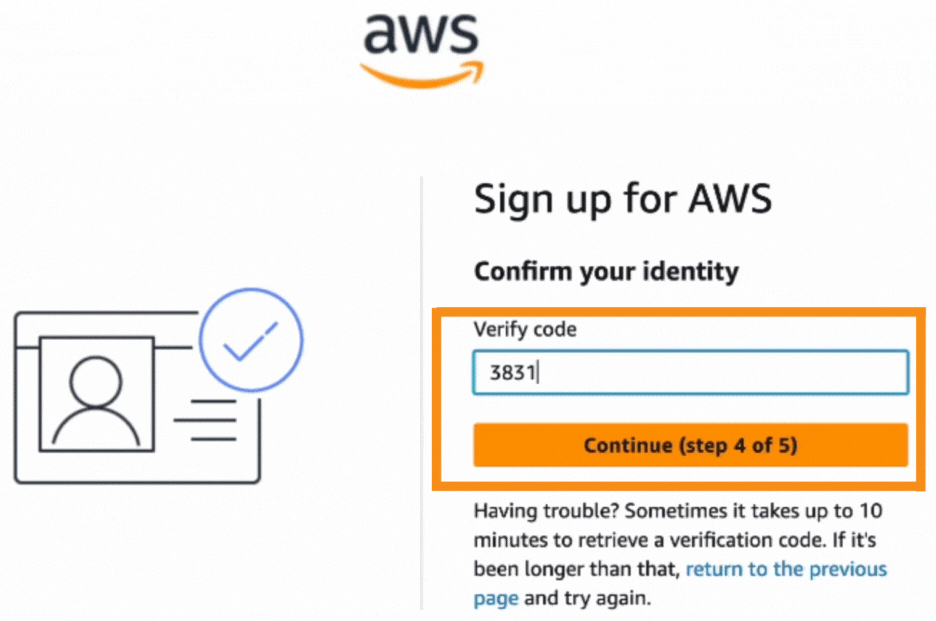 aws
Sign up for AWS
Confirm your identity
Verify code
3831
Continue (step 4 of 5)
Having trouble? Sometimes it takes up to 10
minutes to retrieve a verification code. If it's
been longer than that, return to the previous
page and try again.